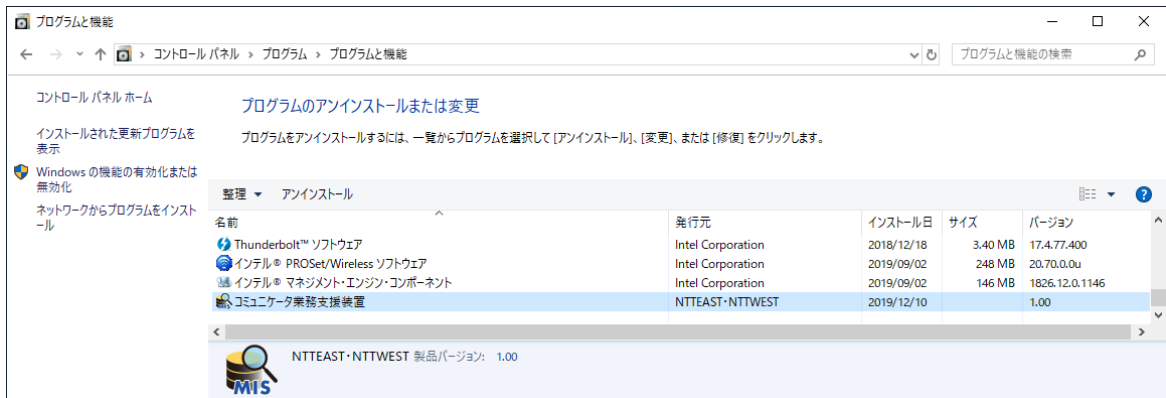 プログラムと機能
コントロール パネル › プログラム › プログラムと機能
プログラムと機能の検索
コントロール パネル ホーム
インストールされた更新プログラムを
表示
Windows の機能の有効化または
無効化
ネットワークからプログラムをインスト
ール
プログラムのアンインストールまたは変更
プログラムをアンインストールするには、一覧からプログラムを選択して [アンインストール]、[変更]、または [修復] をクリックします。
整理 アンインストール
名前 発行元 インストール日 サイズ バージョン
Thunderbolt™ ソフトウェア Intel Corporation 2018/12/18 3.40 MB 17.4.77.400
インテル® PROSet/Wireless ソフトウェア Intel Corporation 2019/09/02 248 MB 20.70.0.0u
インテル® マネジメント・エンジン・コンポーネント Intel Corporation 2019/09/02 146 MB 1826.12.0.1146
コミュニケータ業務支援装置 NTTEAST・NTTWEST 2019/12/10 1.00
NTTEAST・NTTWEST 製品バージョン: 1.00
MIS